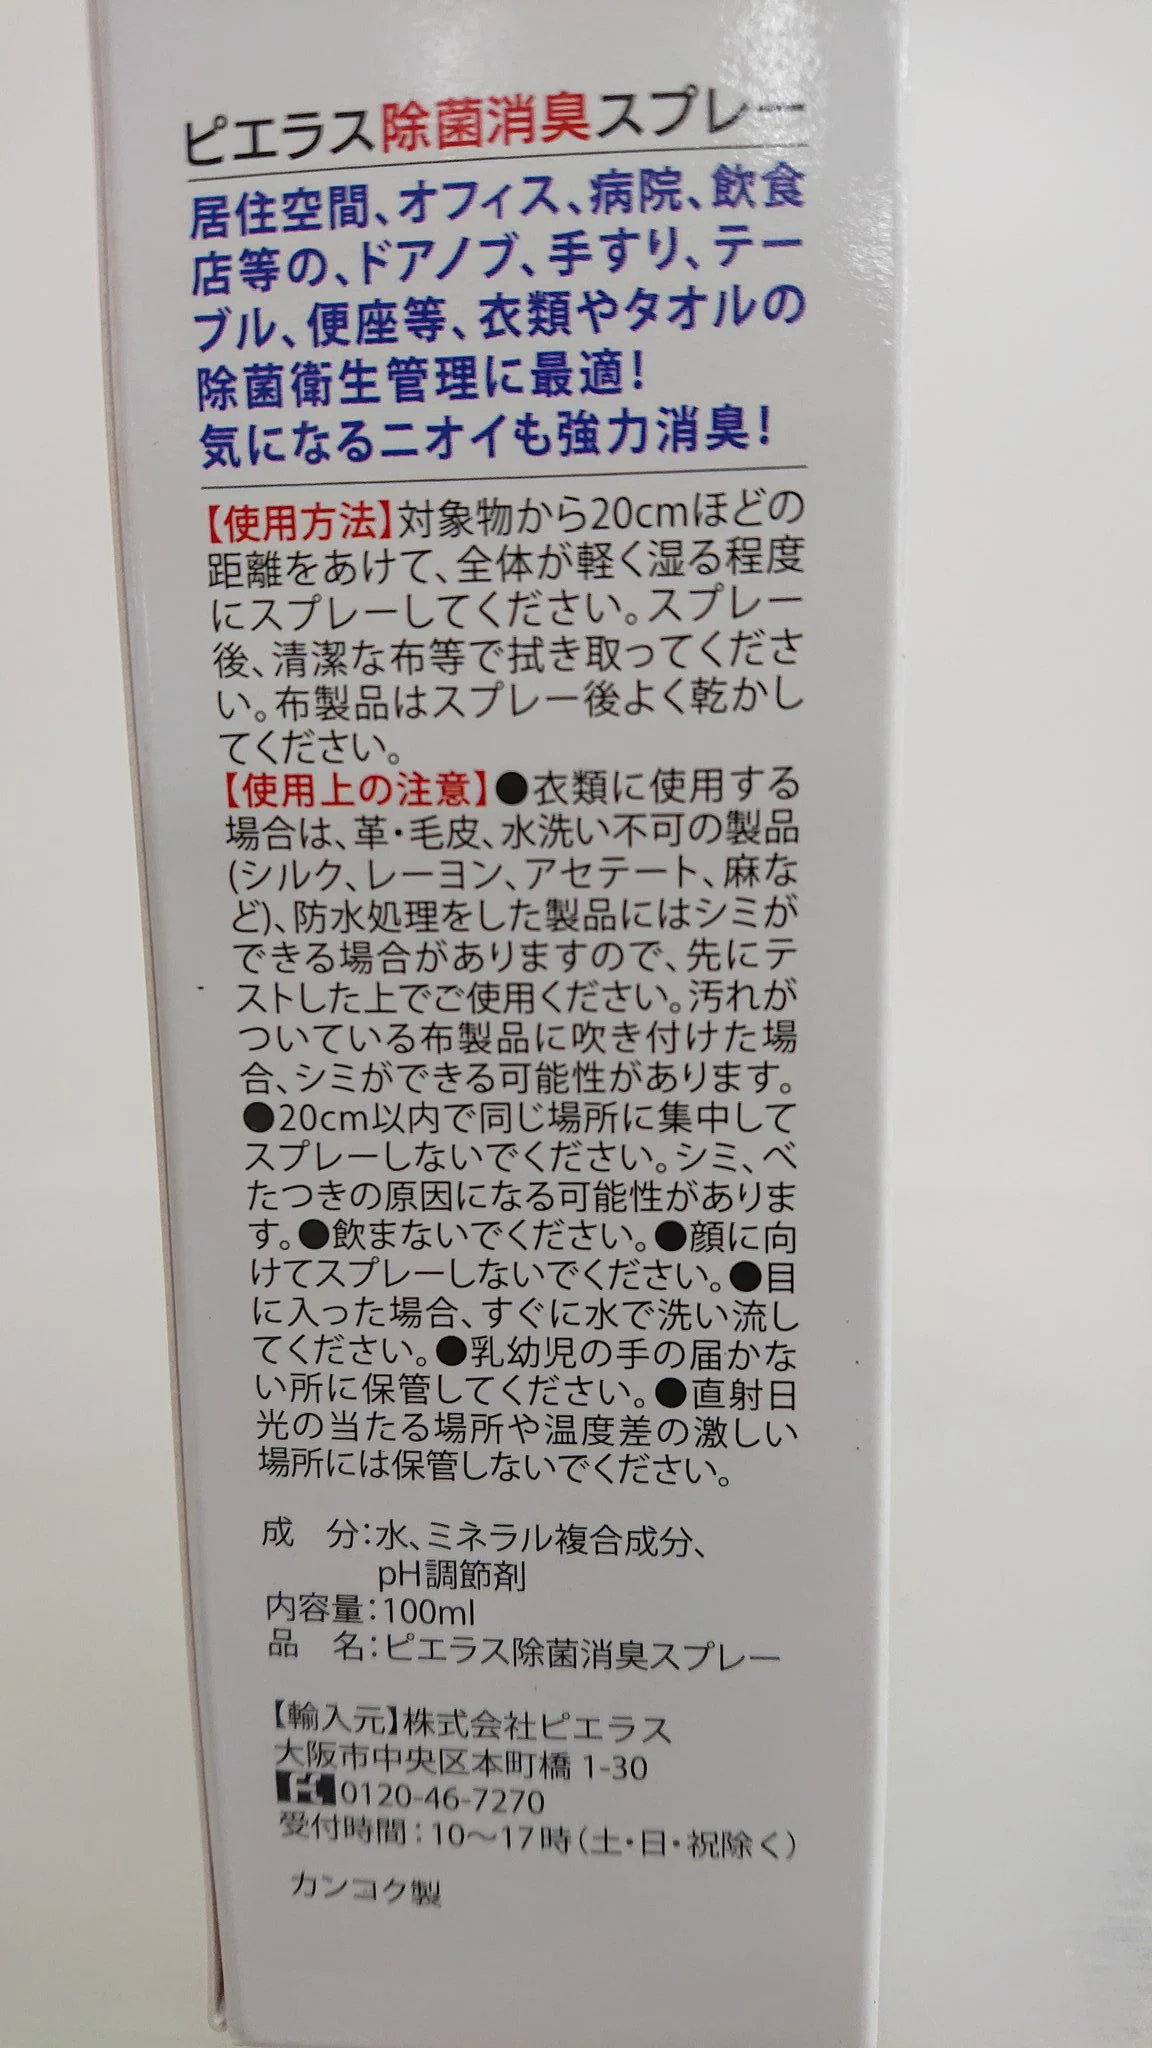 ピエラス除菌消臭スプレー
居住空間、オフィス、病院、飲食
店等の、ドアノブ、手すり、テー
ブル、便座等、衣類やタオルの
除菌衛生管理に最適！
気になるニオイも強力消臭！
【使用方法】対象物から20cmほどの
距離をあけて、全体が軽く湿る程度
にスプレーしてください。スプレー
後、清潔な布等で拭き取ってくださ
い。布製品はスプレー後よく乾かし
てください。
【使用上の注意】●衣類に使用する
場合は、革・毛皮、水洗い不可の製品
(シルク、レーヨン、アセテート、麻な
ど)、防水処理をした製品にはシミが
できる場合がありますので、先にテ
ストした上でご使用ください。汚れが
ついている布製品に吹き付けた場
合、シミができる可能性があります。
●20cm以内で同じ場所に集中して
スプレーしないでください。シミ、べ
たつきの原因になる可能性がありま
す。●飲まないでください。●顔に向
けてスプレーしないでください。●目
に入った場合、すぐに水で洗い流し
てください。●乳幼児の手の届かな
い所に保管してください。●直射日
光の当たる場所や温度差の激しい
場所には保管しないでください。
成　分：水、ミネラル複合成分、
pH調節剤
内容量：100ml
品　名：ピエラス除菌消臭スプレー
【輸入元】株式会社ピエラス
大阪市中央区本町橋 1-30
0120-46-7270
受付時間：10～17時（土・日・祝除く）
カンコク製